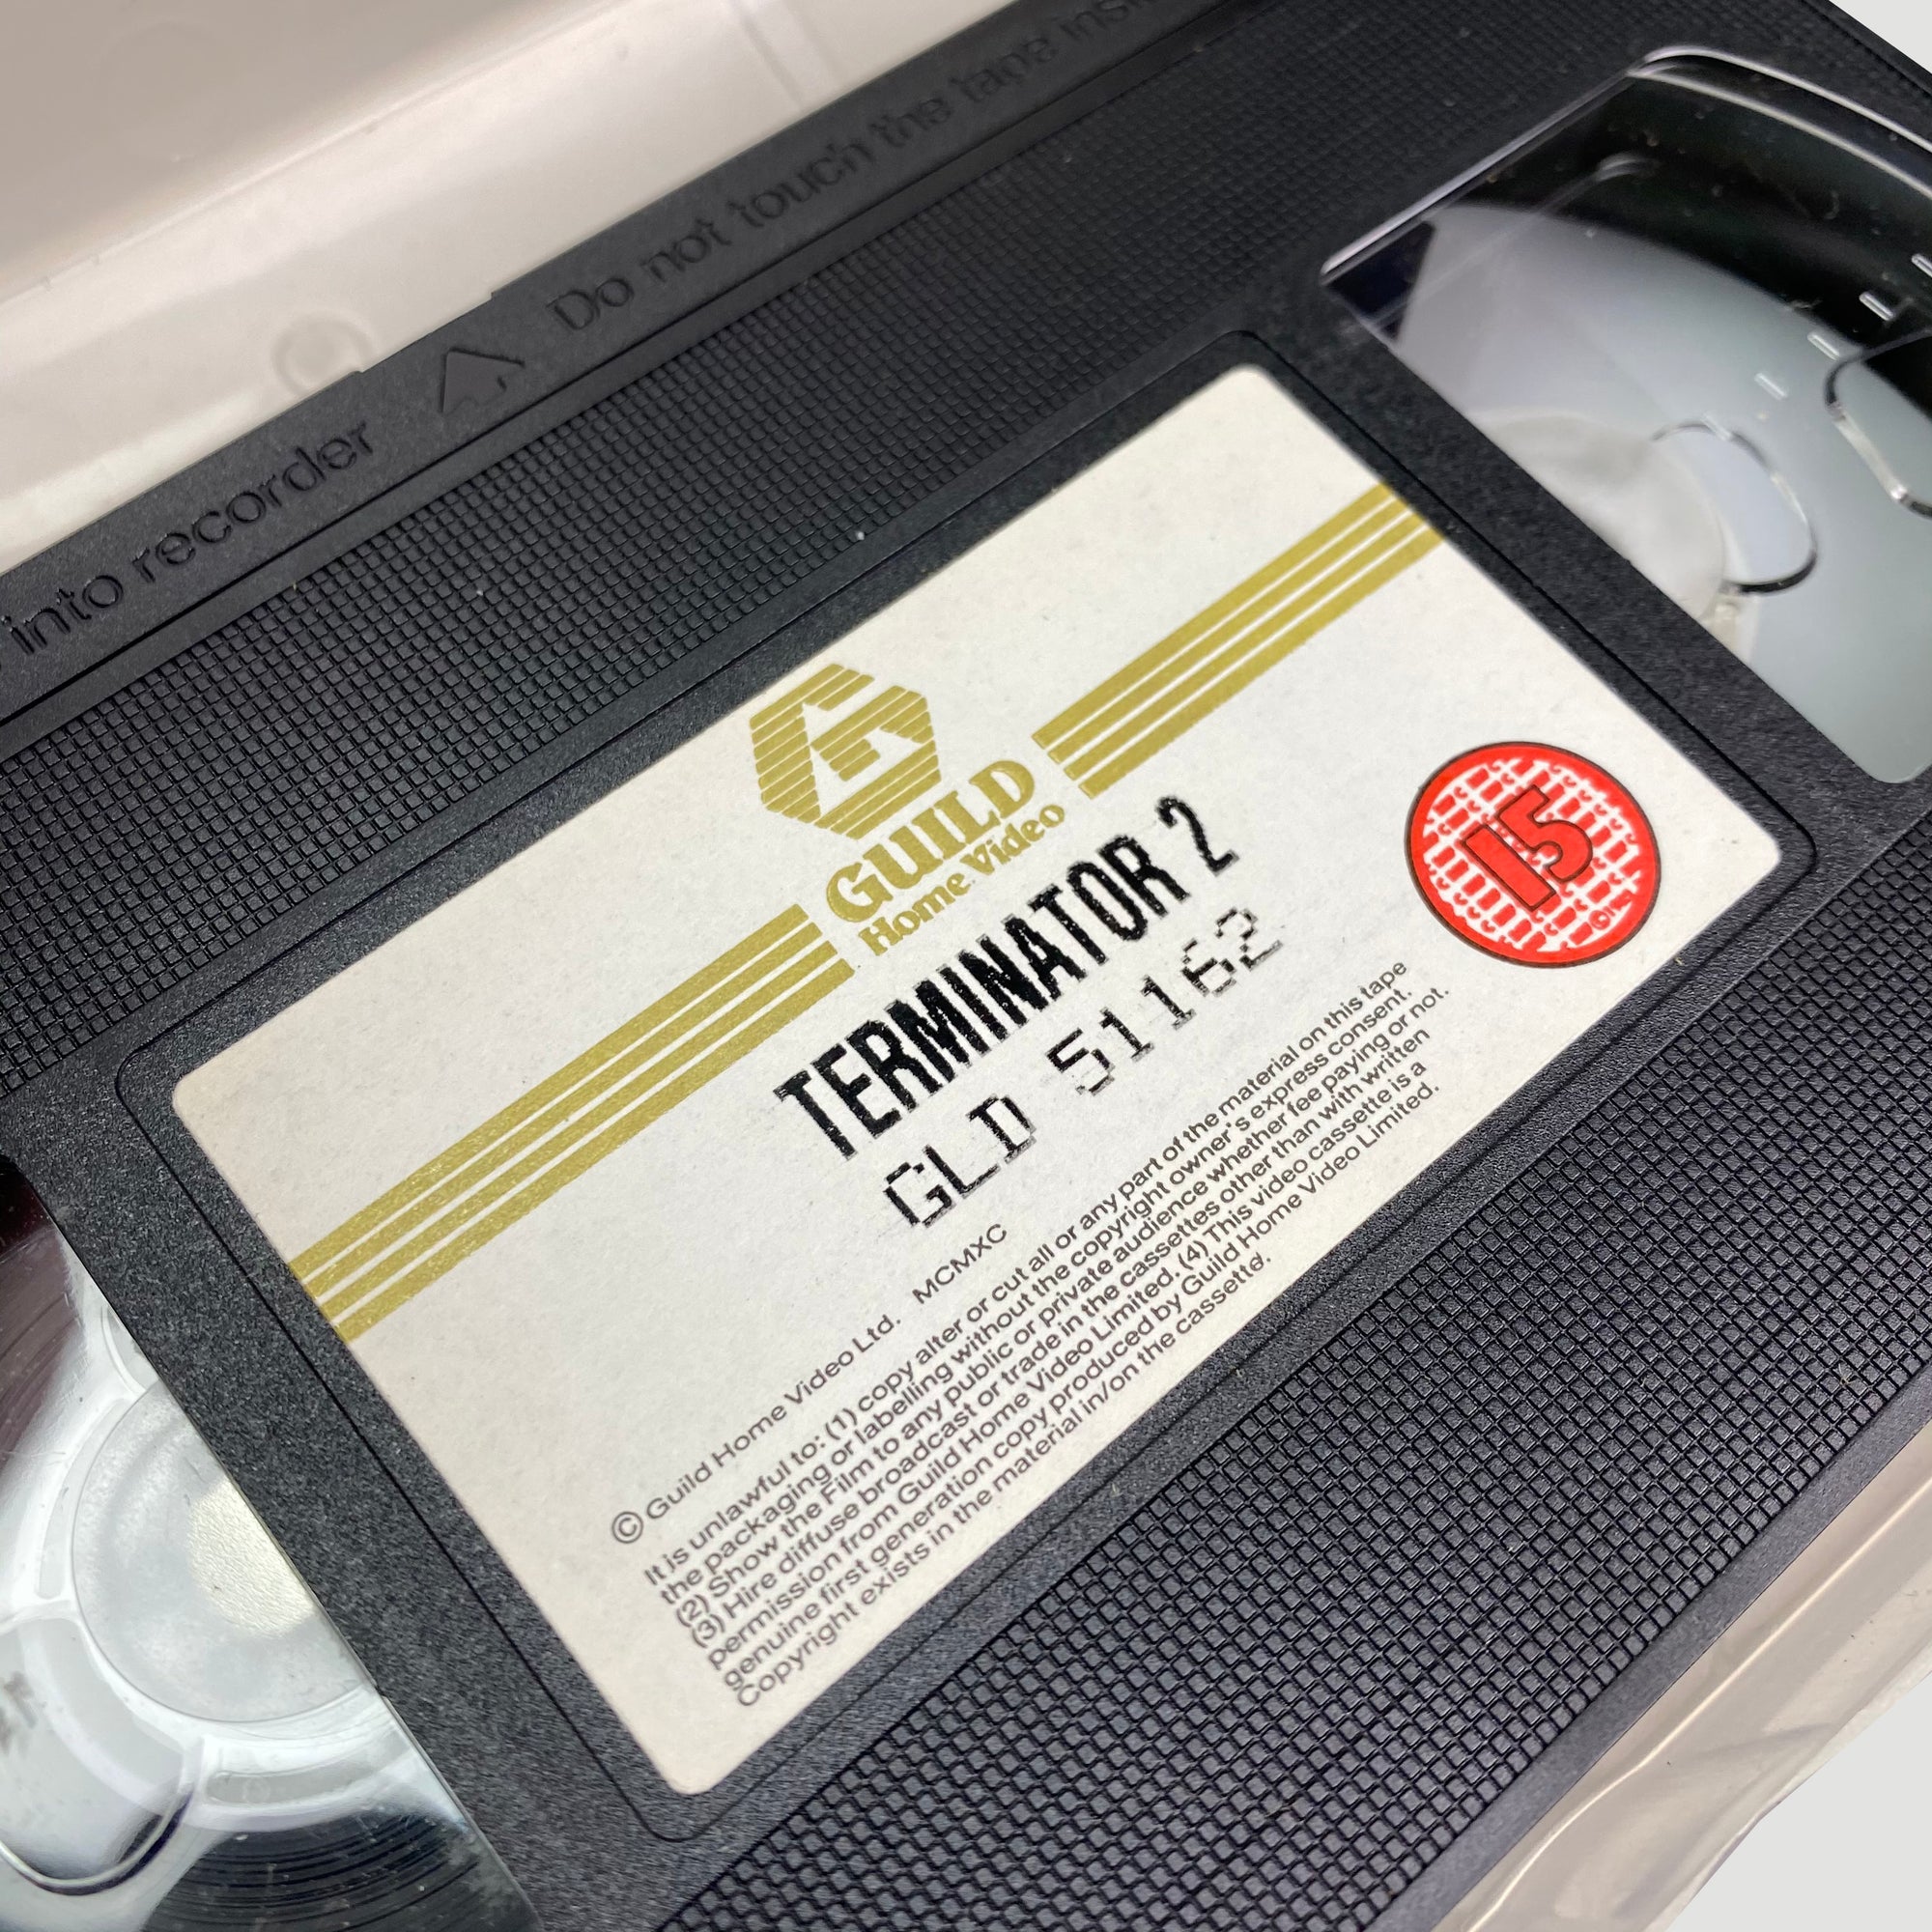 Do not touch the tape
into recorder
GUILD
Home Video
TERMINATOR 2
GLD 51162
15
© Guild Home Video Ltd. MCMXC
It is unlawful to: (1) copy alter or cut all or any part of the material on this tape
the packaging or labelling without the copyright owner's express consent.
(2) Show the Film to any public or private audience whether fee paying or not.
(3) Hire diffuse broadcast or trade in the cassettes other than with written
permission from Guild Home Video Limited. (4) This video cassette is a
genuine first generation copy produced by Guild Home Video Limited.
Copyright exists in the material in/on the cassette.